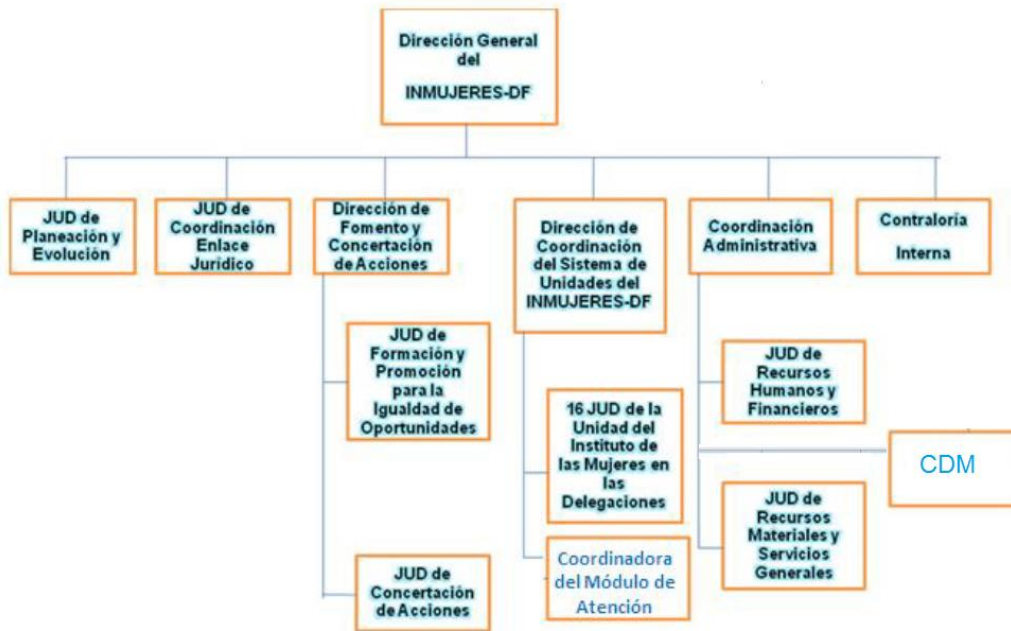 Dirección General
del
INMUJERES-DF
JUD de
Planeación y
Evolución
JUD de
Coordinación
Enlace
Jurídico
Dirección de
Fomento y
Concertación
de Acciones
Dirección de
Coordinación
del Sistema de
Unidades del
INMUJERES-DF
Coordinación
Administrativa
Contraloría
Interna
JUD de
Formación y
Promoción
para la
Igualdad de
Oportunidades
JUD de
Concertación
de Acciones
16 JUD de la
Unidad del
Instituto de
las Mujeres en
las
Delegaciones
Coordinadora
del Módulo de
Atención
JUD de
Recursos
Humanos y
Financieros
CDM
JUD de
Recursos
Materiales y
Servicios
Generales